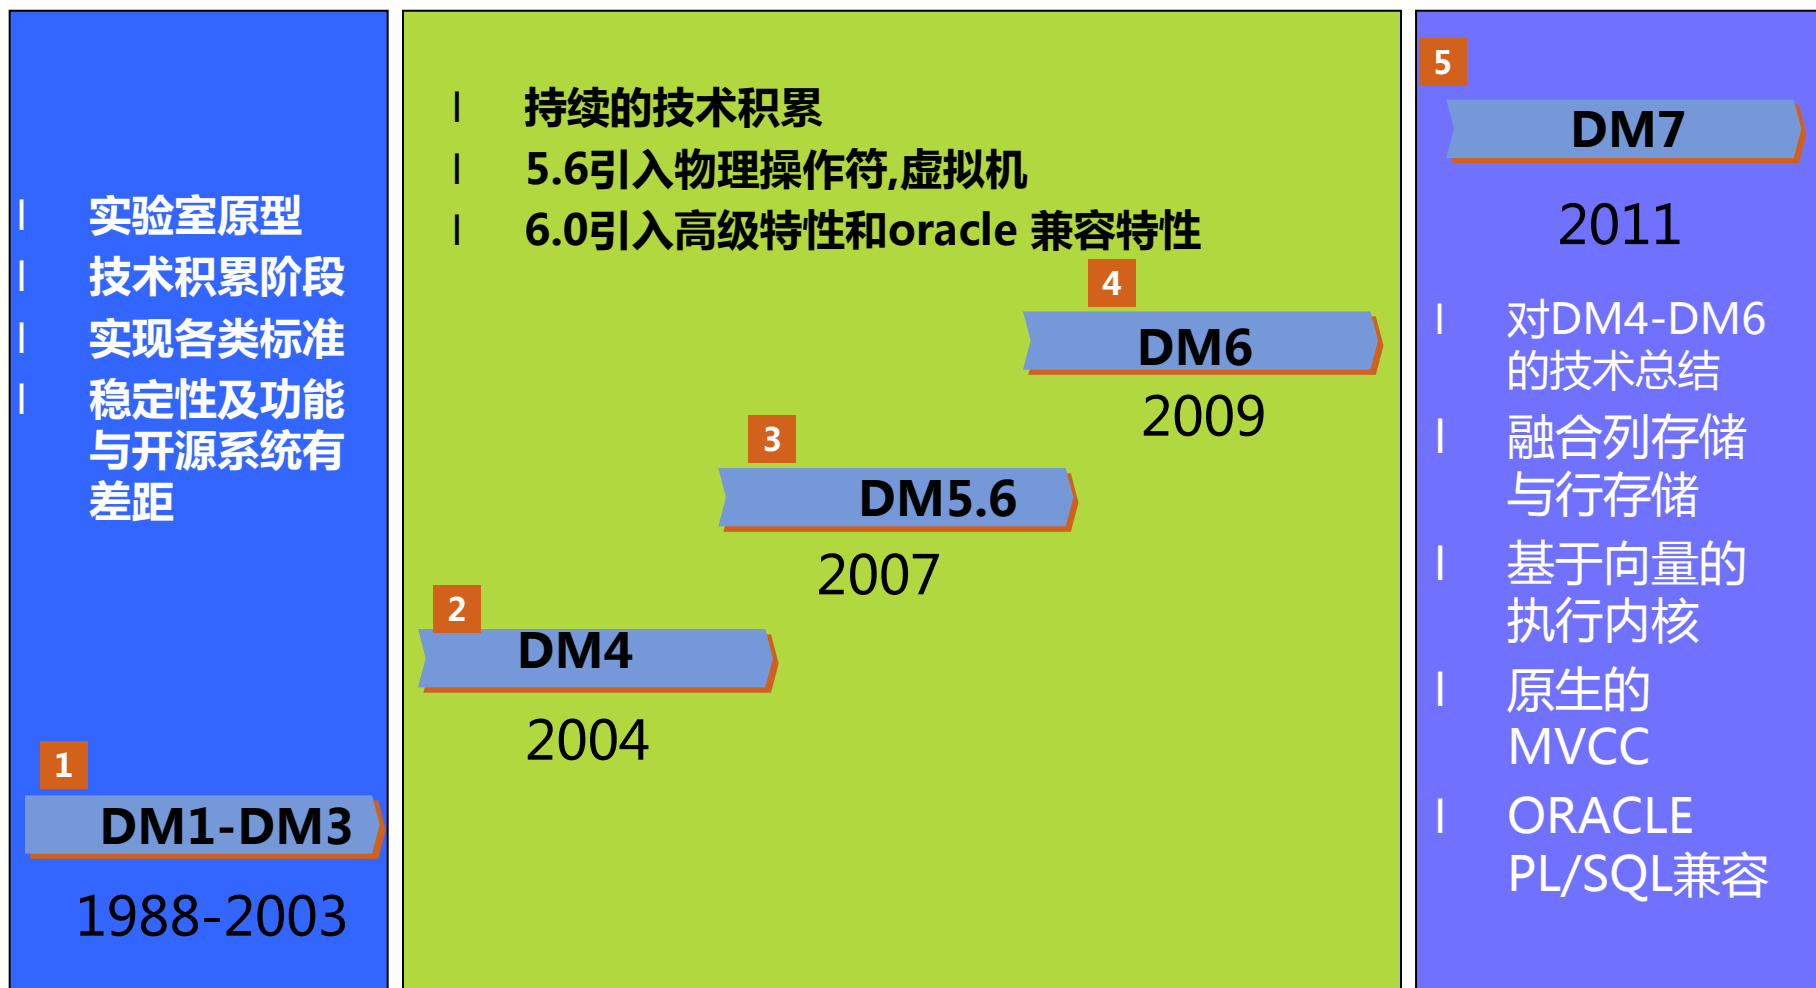 l 实验室原型
l 技术积累阶段
l 实现各类标准
l 稳定性及功能
与开源系统有
差距
1
DM1-DM3
1988-2003
l 持续的技术积累
l 5.6引入物理操作符,虚拟机
l 6.0引入高级特性和oracle 兼容特性
4
DM6
2009
3
DM5.6
2007
2
DM4
2004
5
DM7
2011
l 对DM4-DM6
的技术总结
l 融合列存储
与行存储
l 基于向量的
执行内核
l 原生的
MVCC
l ORACLE
PL/SQL兼容